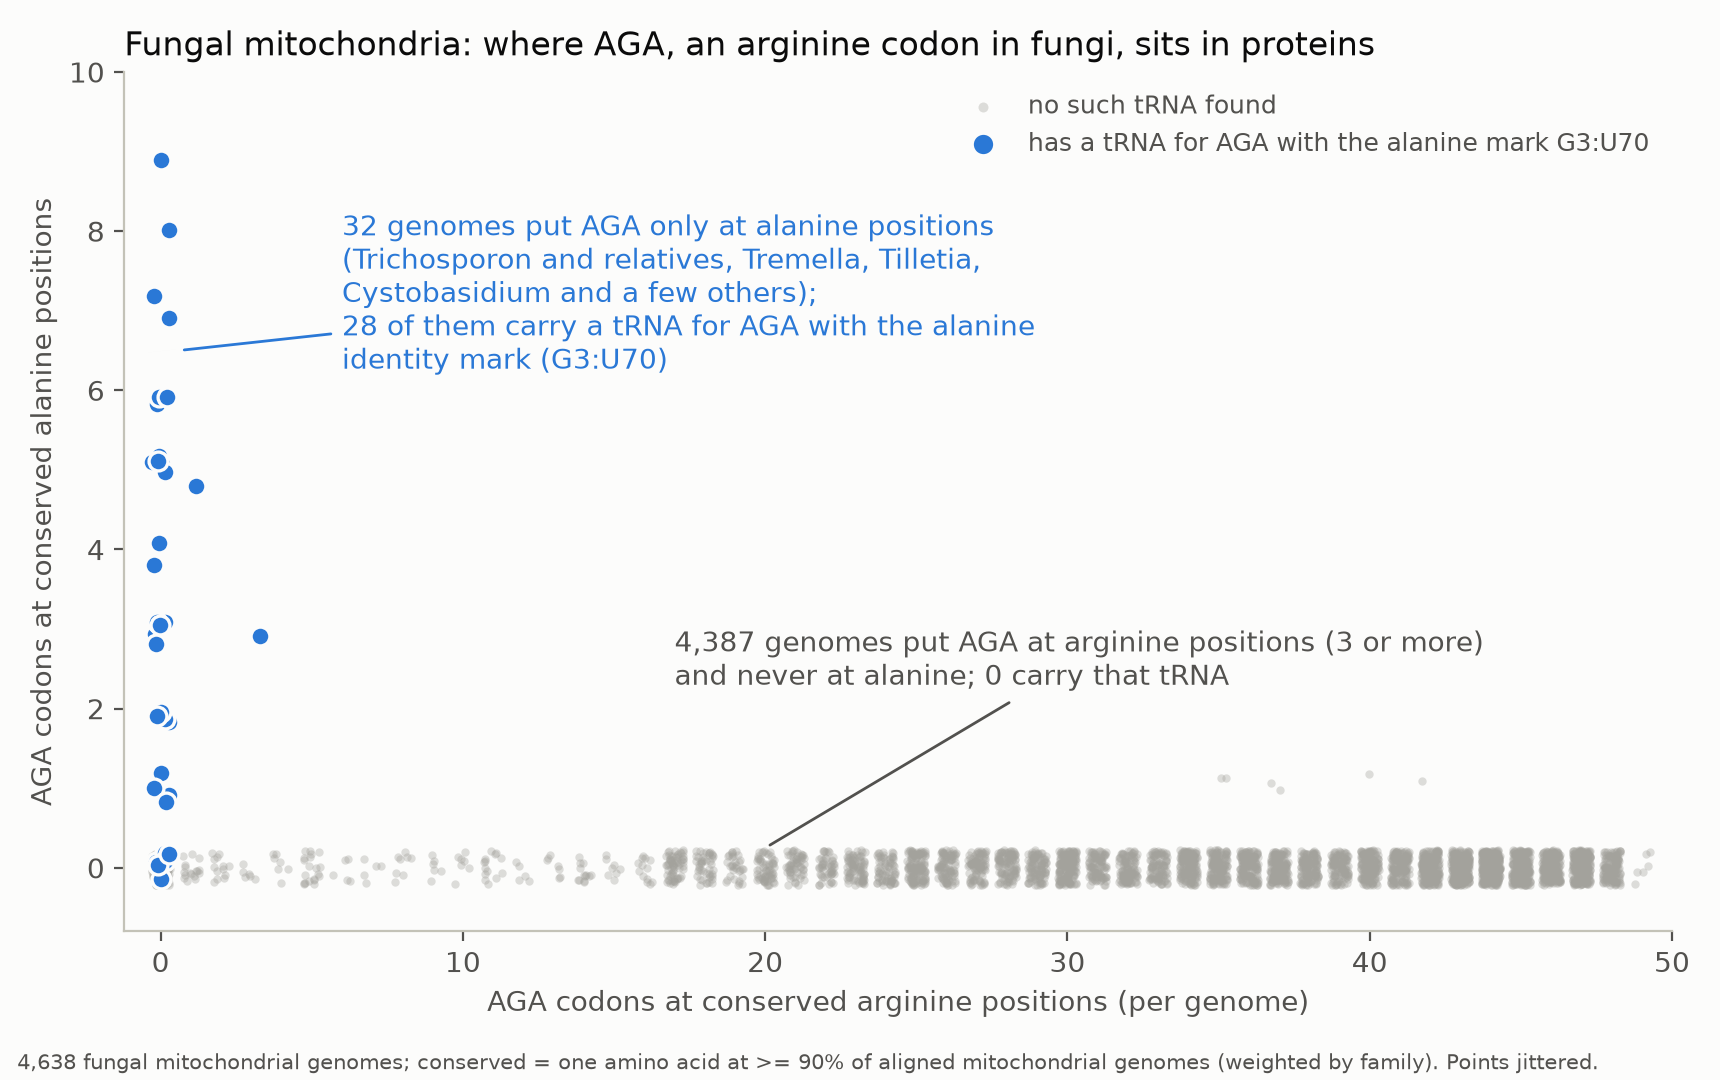 Fungal mitochondria: where AGA, an arginine codon in fungi, sits in proteins
no such tRNA found
has a tRNA for AGA with the alanine mark G3:U70
32 genomes put AGA only at alanine positions
(Trichosporon and relatives, Tremella, Tilletia,
Cystobasidium and a few others);
28 of them carry a tRNA for AGA with the alanine
identity mark (G3:U70)
4,387 genomes put AGA at arginine positions (3 or more)
and never at alanine; 0 carry that tRNA
AGA codons at conserved alanine positions
10
8
6
4
2
0
0 10 20 30 40 50
AGA codons at conserved arginine positions (per genome)
4,638 fungal mitochondrial genomes; conserved = one amino acid at >= 90% of aligned mitochondrial genomes (weighted by family). Points jittered.